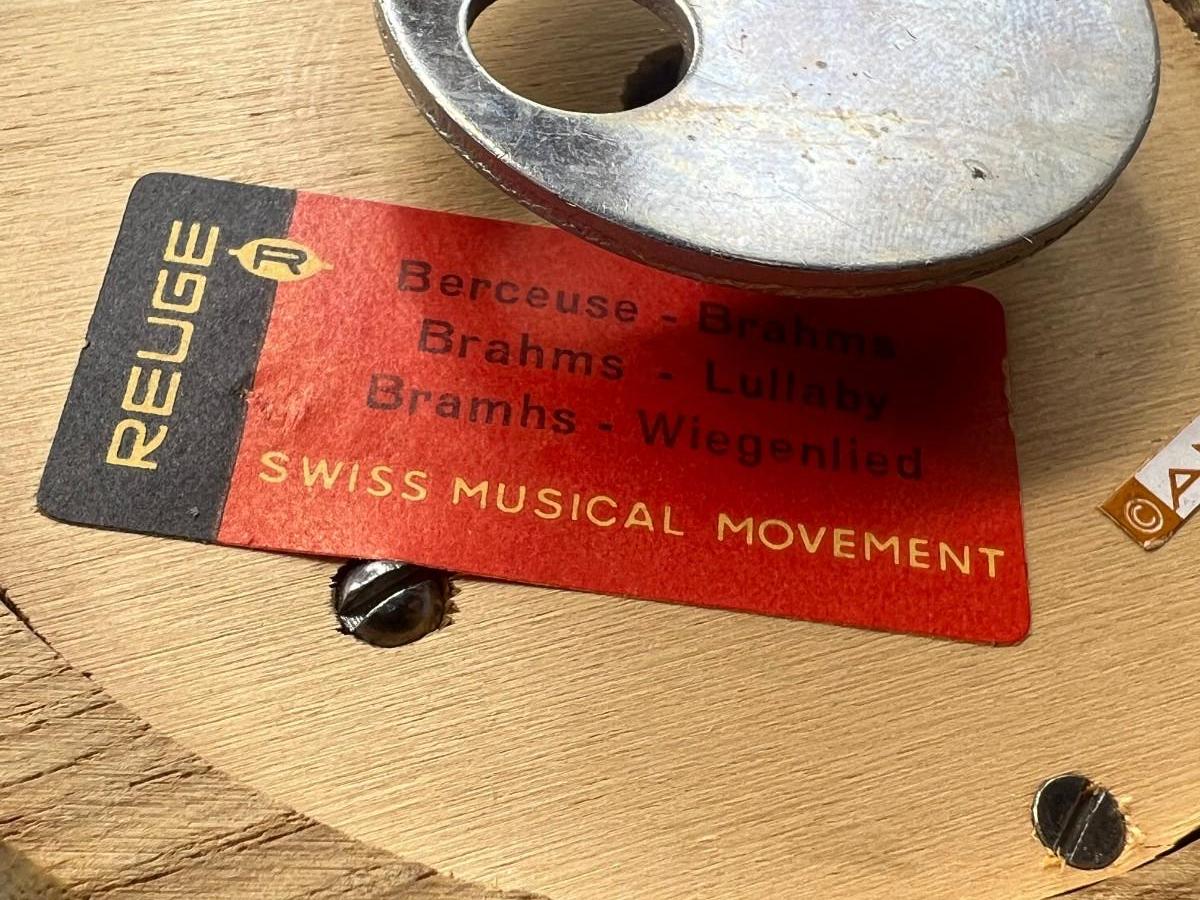 REUGE
R
Berceuse - Brahms
Brahms - Lullaby
Bramhs - Wiegenlied
SWISS MUSICAL MOVEMENT
©